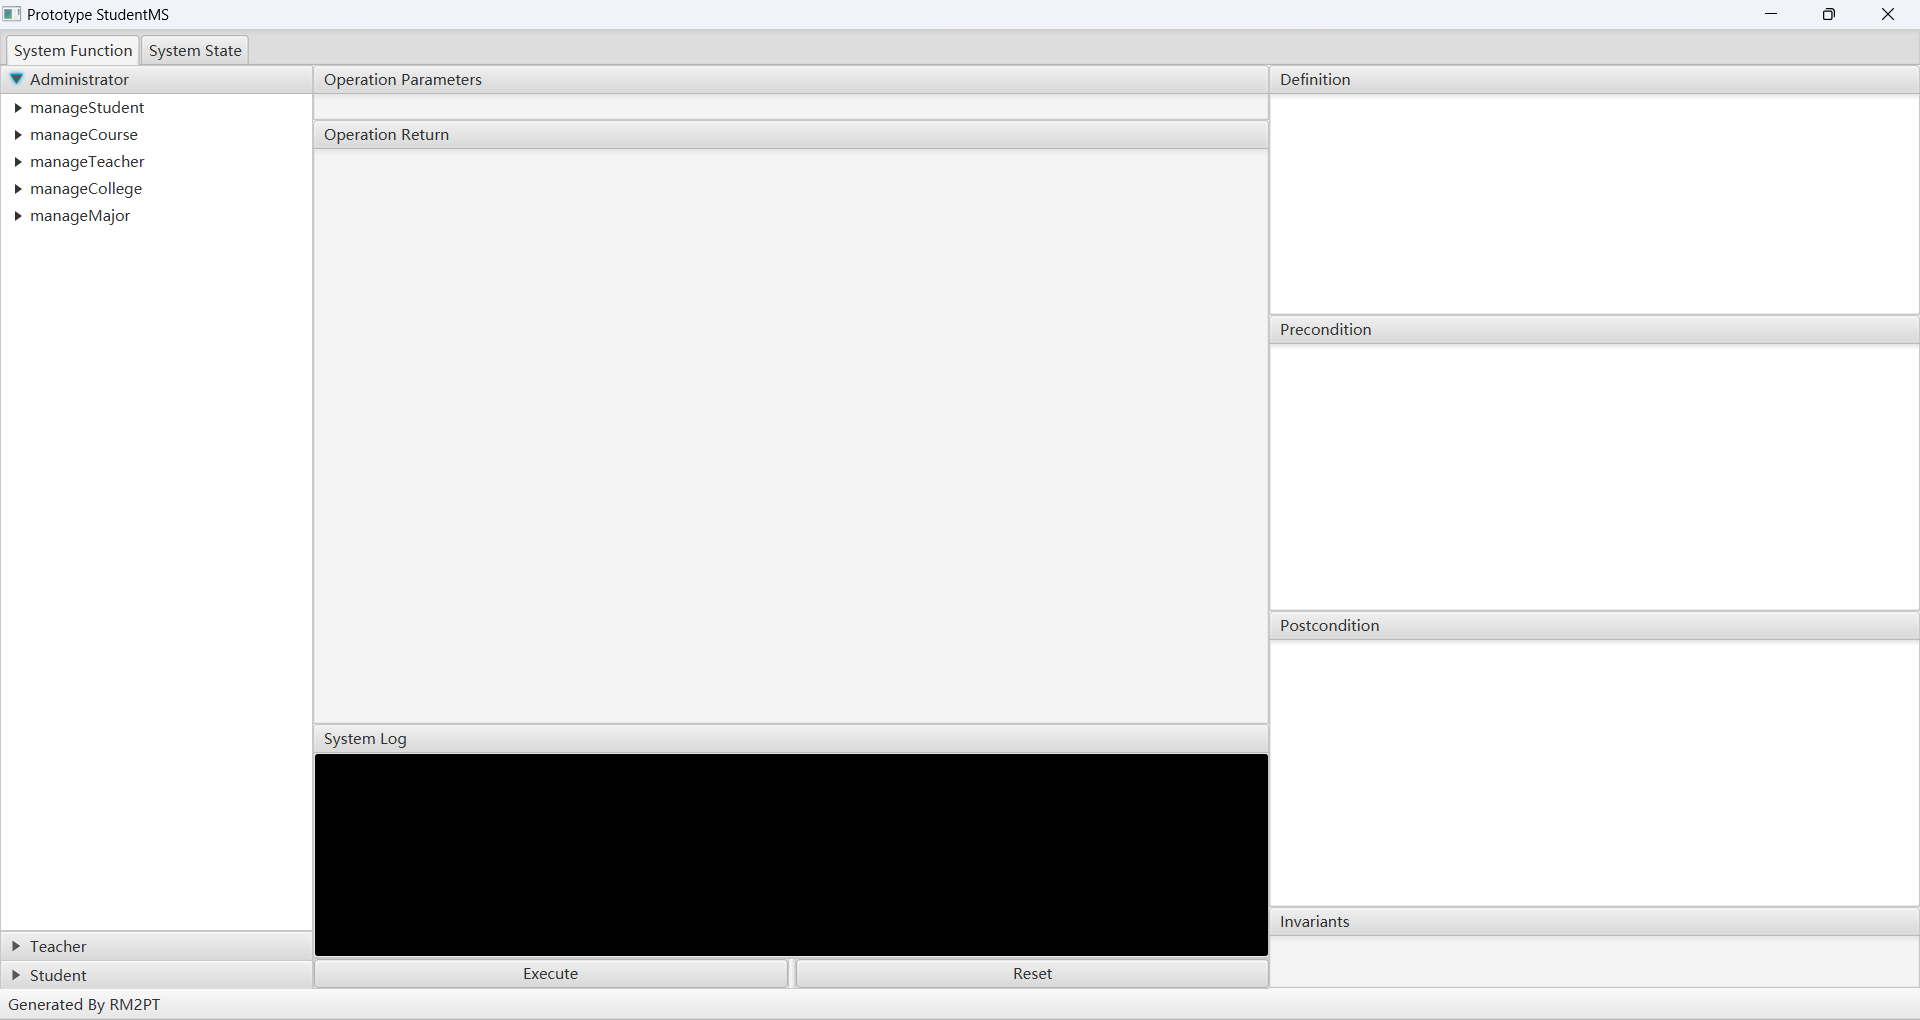 Prototype StudentMS
System Function
System State
Administrator
manageStudent
manageCourse
manageTeacher
manageCollege
manageMajor
Teacher
Student
Operation Parameters
Operation Return
System Log
Execute
Reset
Definition
Precondition
Postcondition
Invariants
Generated By RM2PT